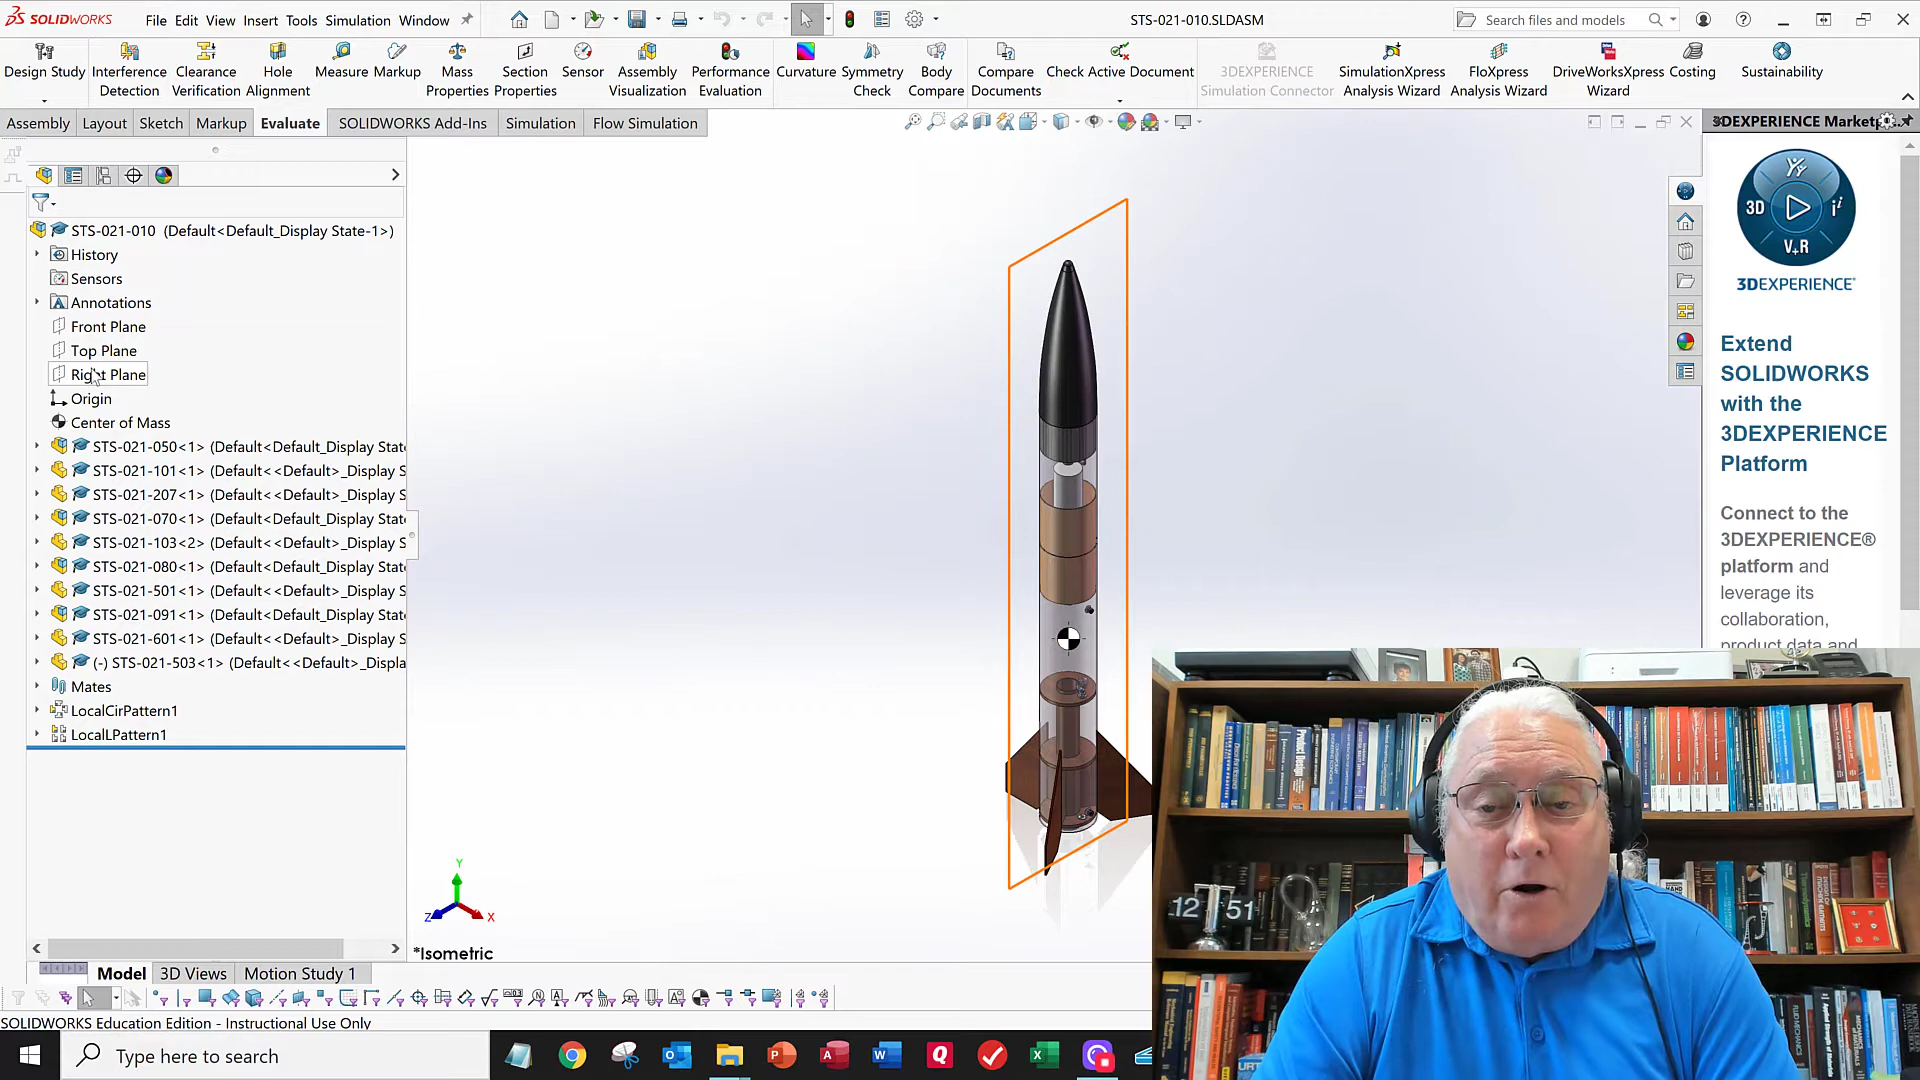 SOLIDWORKS File Edit View Insert Tools Simulation Window STS-021-010.SLDASM Search files and models
Design Study Interference Detection Clearance Verification Hole Alignment Measure Markup Mass Properties Section Properties Sensor Assembly Visualization Performance Evaluation Curvature Symmetry Check Body Compare Compare Documents Check Active Document 3DEXPERIENCE Simulation Connector SimulationXpress Analysis Wizard FloXpress Analysis Wizard DriveWorksXpress Wizard Costing Sustainability
Assembly Layout Sketch Markup Evaluate SOLIDWORKS Add-Ins Simulation Flow Simulation
STS-021-010 (Default<Default_Display State-1>)
History
Sensors
Annotations
Front Plane
Top Plane
Right Plane
Origin
Center of Mass
STS-021-050<1> (Default<Default_Display State
STS-021-101<1> (Default<<Default>_Display S
STS-021-207<1> (Default<<Default>_Display S
STS-021-070<1> (Default<Default_Display State
STS-021-103<2> (Default<<Default>_Display S
STS-021-080<1> (Default<Default_Display State
STS-021-501<1> (Default<<Default>_Display S
STS-021-091<1> (Default<Default_Display State
STS-021-601<1> (Default<<Default>_Display S
(-) STS-021-503<1> (Default<<Default>_Displa
Mates
LocalCirPattern1
LocalLPattern1
Y
Z
X
*Isometric
Model 3D Views Motion Study 1
SOLIDWORKS Education Edition - Instructional Use Only
Type here to search
3DEXPERIENCE
3D
V+R
3DEXPERIENCE
Extend
SOLIDWORKS
with the
3DEXPERIENCE
Platform
Connect to the
3DEXPERIENCE®
platform and
leverage its
collaboration,
product data and
12 51
Product Design